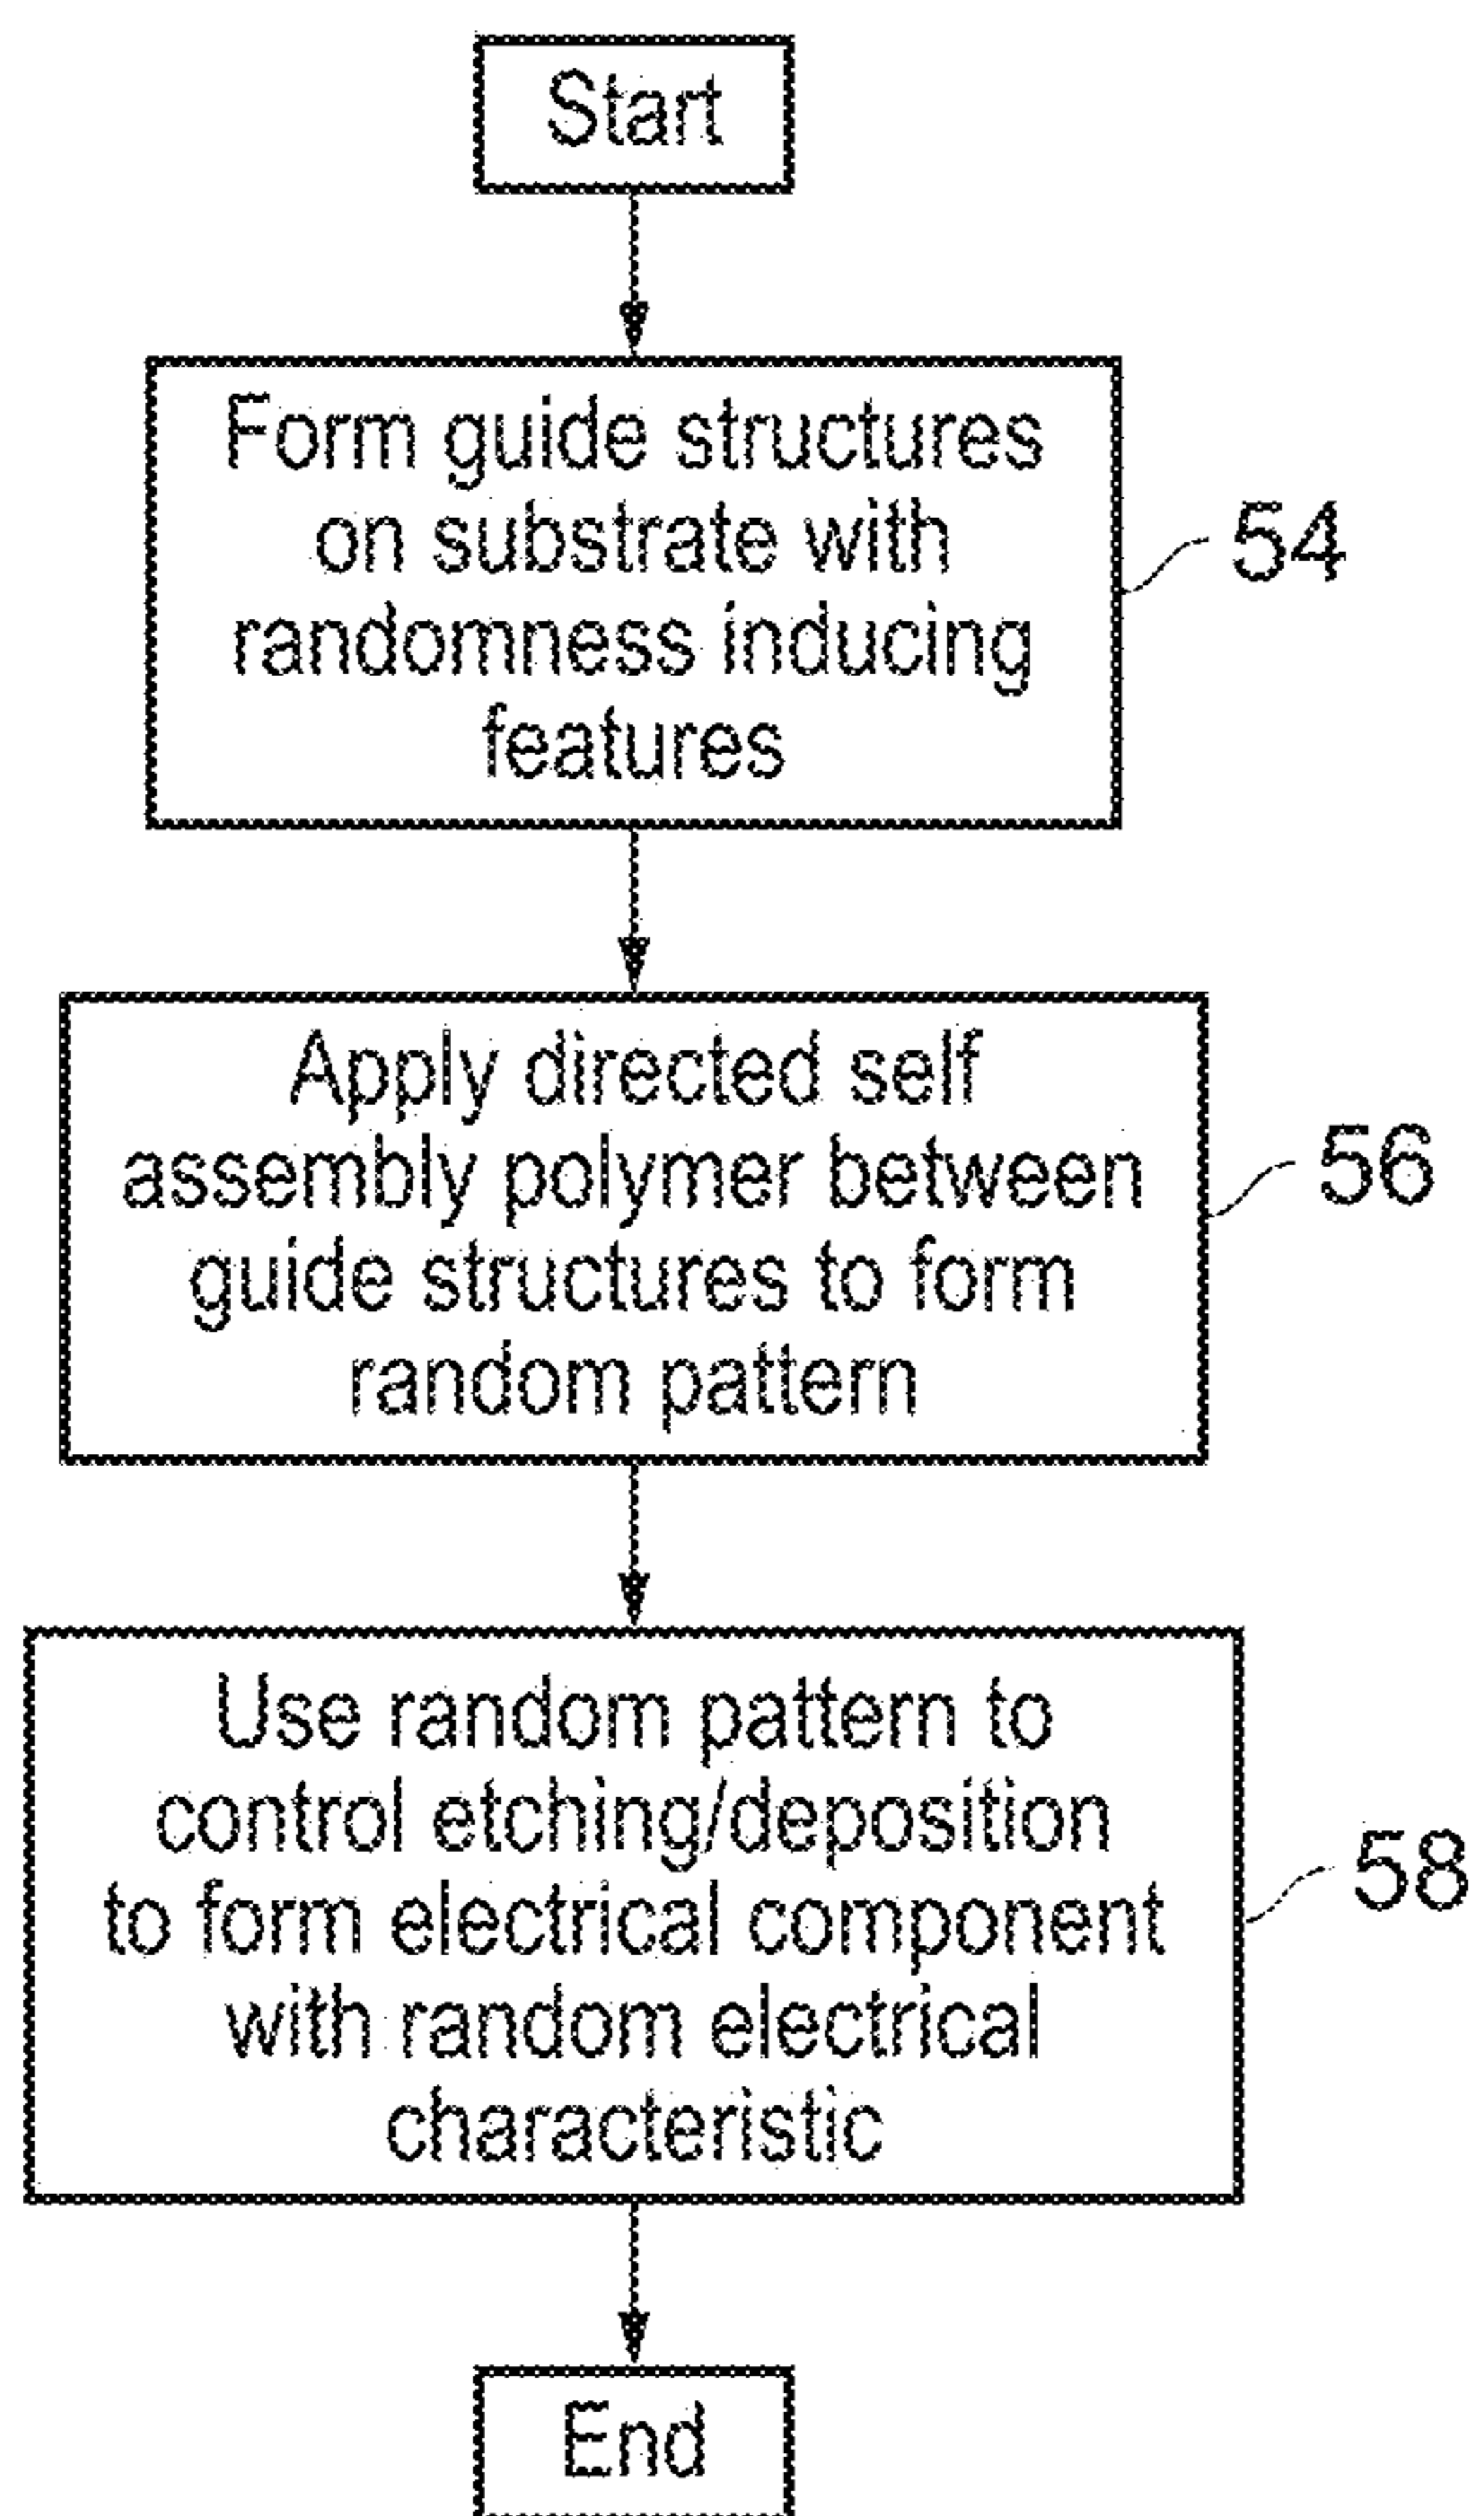 Start
Form guide structures
on substrate with
randomness inducing
features
54
Apply directed self
assembly polymer between
guide structures to form
random pattern
56
Use random pattern to
control etching/deposition
to form electrical component
with random electrical
characteristic
58
End